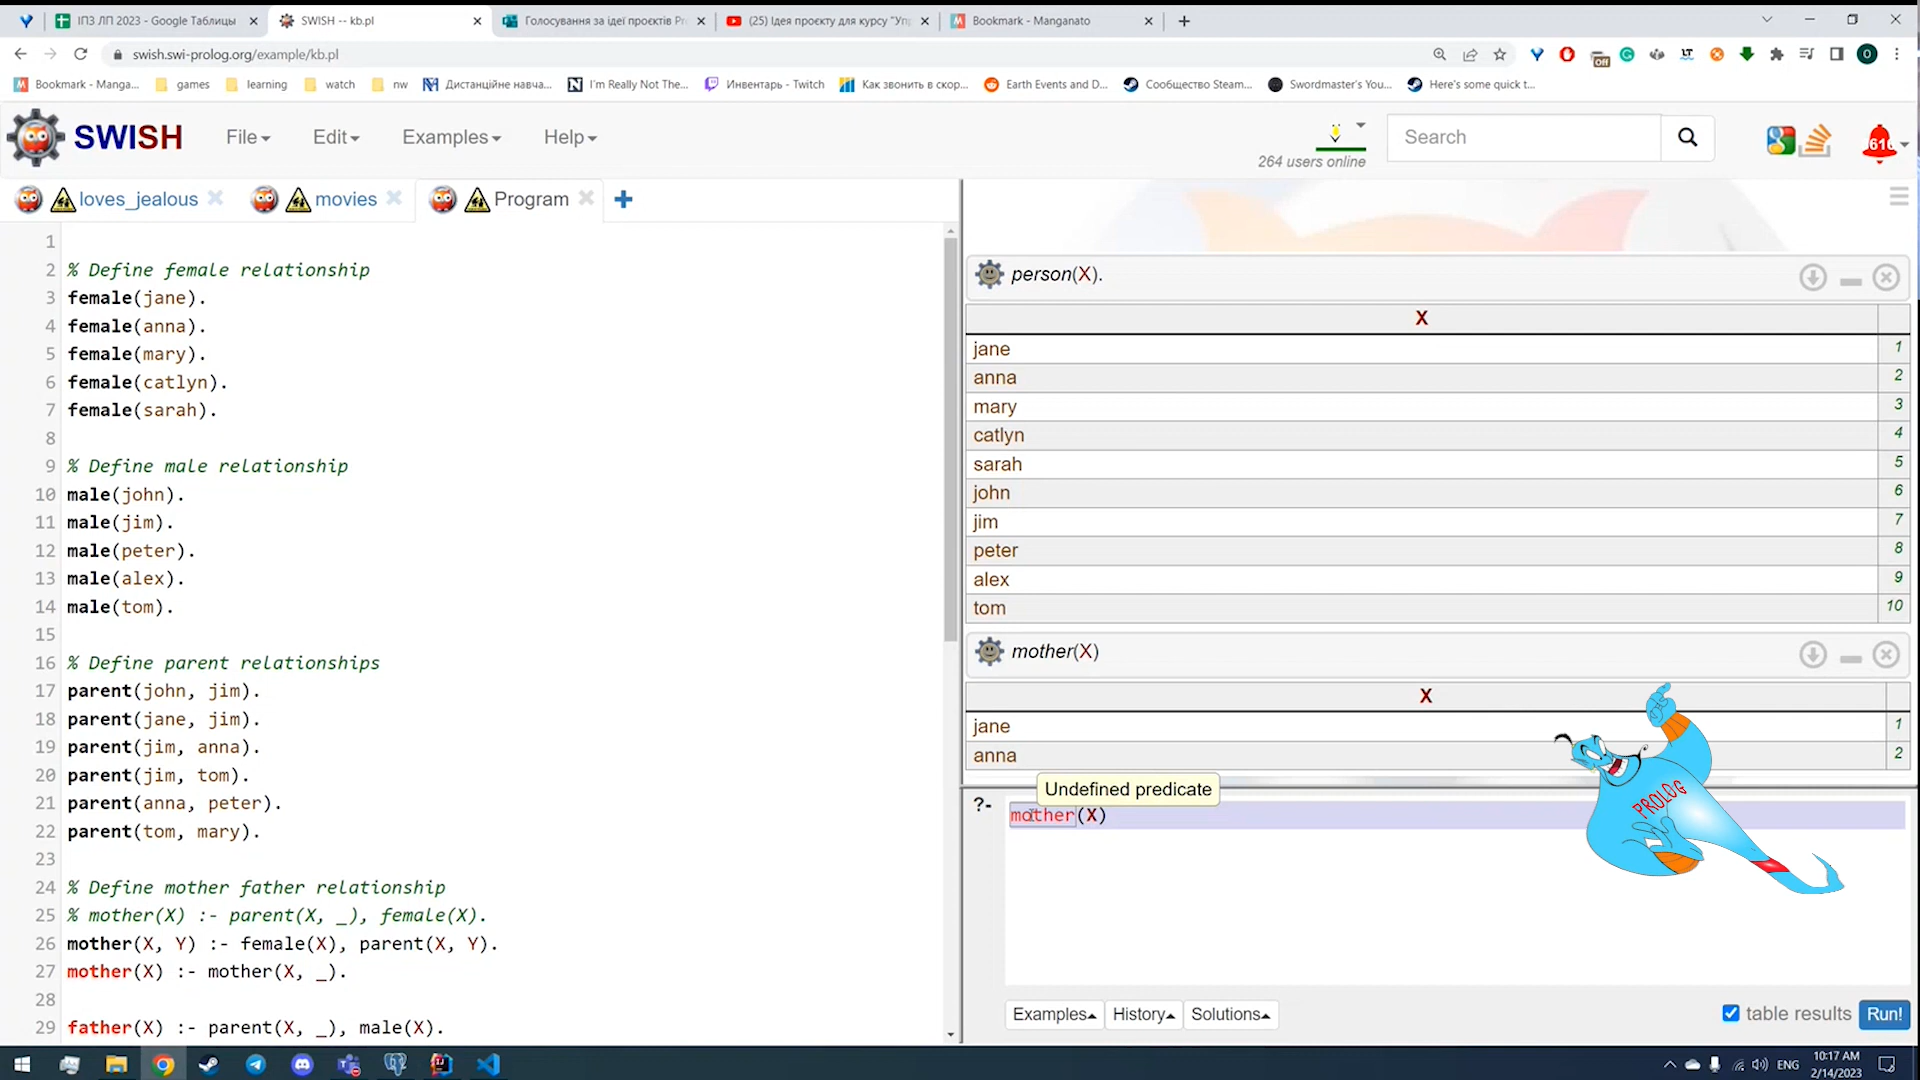 ІПЗ ЛП 2023 - Google Таблицы
SWISH -- kb.pl
Голосування за ідеї проєктів Pr
(25) Ідея проєкту для курсу "Уп
Bookmark - Manganato
swish.swi-prolog.org/example/kb.pl
Off
Bookmark - Manga...
games
learning
watch
nw
Дистанційне навча...
I'm Really Not The...
Инвентарь - Twitch
Как звонить в скор...
Earth Events and D...
Сообщество Steam...
Swordmaster's You...
Here's some quick t...
SWISH
File
Edit
Examples
Help
264 users online
Search
616
loves_jealous
movies
Program
1
2 % Define female relationship
3 female(jane).
4 female(anna).
5 female(mary).
6 female(catlyn).
7 female(sarah).
8
9 % Define male relationship
10 male(john).
11 male(jim).
12 male(peter).
13 male(alex).
14 male(tom).
15
16 % Define parent relationships
17 parent(john, jim).
18 parent(jane, jim).
19 parent(jim, anna).
20 parent(jim, tom).
21 parent(anna, peter).
22 parent(tom, mary).
23
24 % Define mother father relationship
25 % mother(X) :- parent(X, _), female(X).
26 mother(X, Y) :- female(X), parent(X, Y).
27 mother(X) :- mother(X, _).
28
29 father(X) :- parent(X, _), male(X).
person(X).
X
jane 1
anna 2
mary 3
catlyn 4
sarah 5
john 6
jim 7
peter 8
alex 9
tom 10
mother(X)
X
jane 1
anna 2
PROLOG
Undefined predicate
?- mother(X)
Examples
History
Solutions
table results
Run!
ENG
10:17 AM
2/14/2023